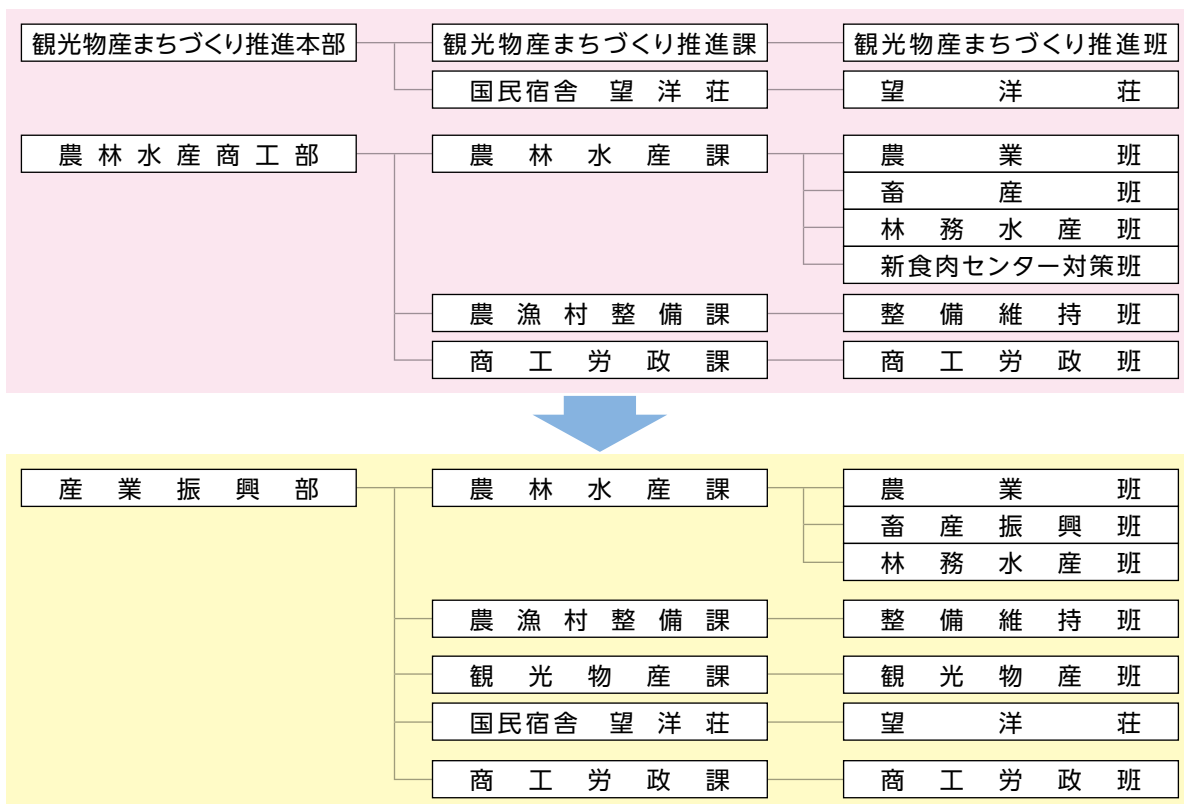 観光物産まちづくり推進本部 観光物産まちづくり推進課 観光物産まちづくり推進班
国民宿舎 望洋荘 望洋荘
農林水産商工部 農林水産課 農業班
畜産班
林務水産班
新食肉センター対策班
農漁村整備課 整備維持班
商工労政課 商工労政班
産業振興部 農林水産課 農業班
畜産振興班
林務水産班
農漁村整備課 整備維持班
観光物産課 観光物産班
国民宿舎 望洋荘 望洋荘
商工労政課 商工労政班